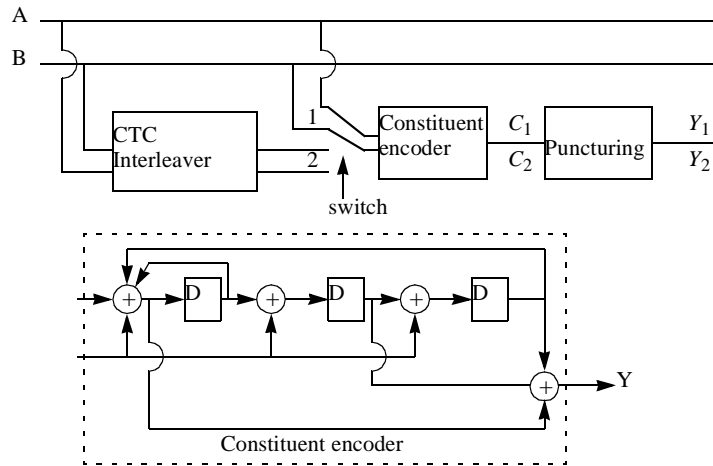 A
B
CTC
Interleaver
1
2
switch
Constituent
encoder
C1
C2
Puncturing
Y1
Y2
+
D
+
D
+
D
+
Y
Constituent encoder